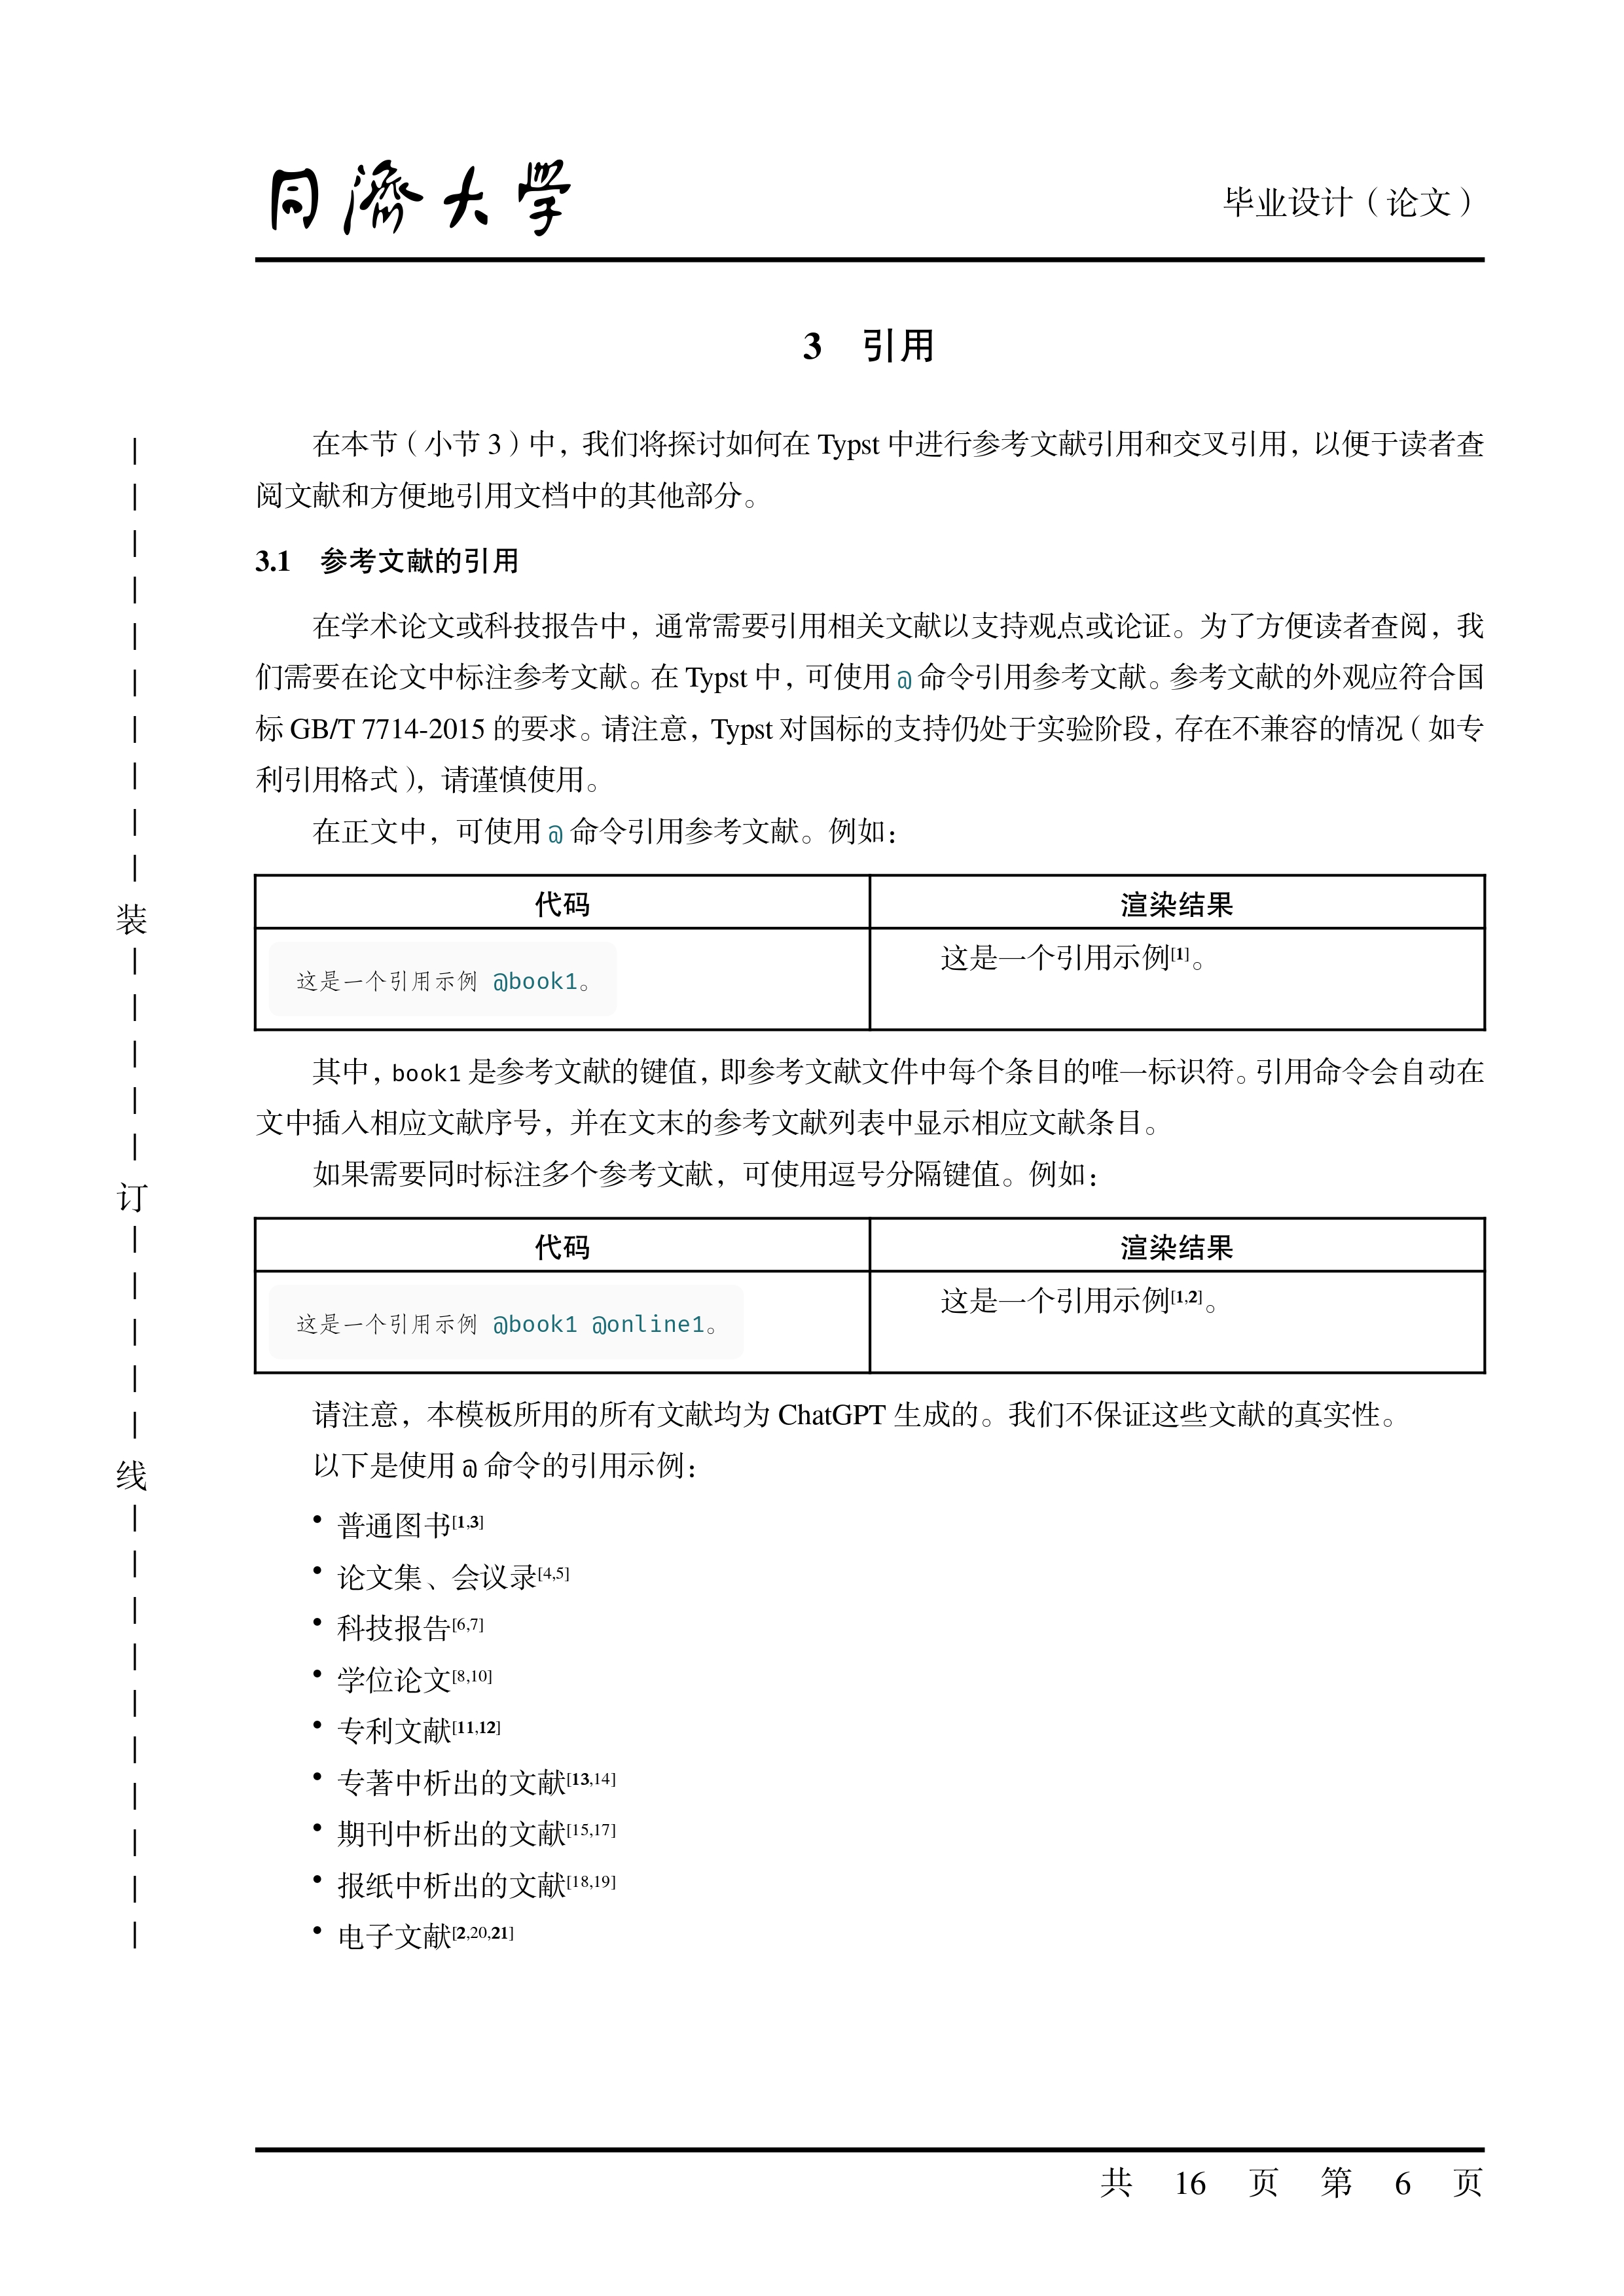 同濟大学
毕业设计（论文）
3 引用
在本节（小节 3）中，我们将探讨如何在 Typst 中进行参考文献引用和交叉引用，以便于读者查
阅文献和方便地引用文档中的其他部分。
3.1 参考文献的引用
在学术论文或科技报告中，通常需要引用相关文献以支持观点或论证。为了方便读者查阅，我
们需要在论文中标注参考文献。在 Typst 中，可使用 @ 命令引用参考文献。参考文献的外观应符合国
标 GB/T 7714-2015 的要求。请注意，Typst 对国标的支持仍处于实验阶段，存在不兼容的情况（如专
利引用格式），请谨慎使用。
在正文中，可使用 @ 命令引用参考文献。例如：
代码 渲染结果
这是一个引用示例 @book1。 这是一个引用示例[1]。
其中，book1 是参考文献的键值，即参考文献文件中每个条目的唯一标识符。引用命令会自动在
文中插入相应文献序号，并在文末的参考文献列表中显示相应文献条目。
如果需要同时标注多个参考文献，可使用逗号分隔键值。例如：
代码 渲染结果
这是一个引用示例 @book1 @online1。 这是一个引用示例[1,2]。
请注意，本模板所用的所有文献均为 ChatGPT 生成的。我们不保证这些文献的真实性。
以下是使用 @ 命令的引用示例：
• 普通图书[1,3]
• 论文集、会议录[4,5]
• 科技报告[6,7]
• 学位论文[8,10]
• 专利文献[11,12]
• 专著中析出的文献[13,14]
• 期刊中析出的文献[15,17]
• 报纸中析出的文献[18,19]
• 电子文献[2,20,21]
装
订
线
共 16 页 第 6 页